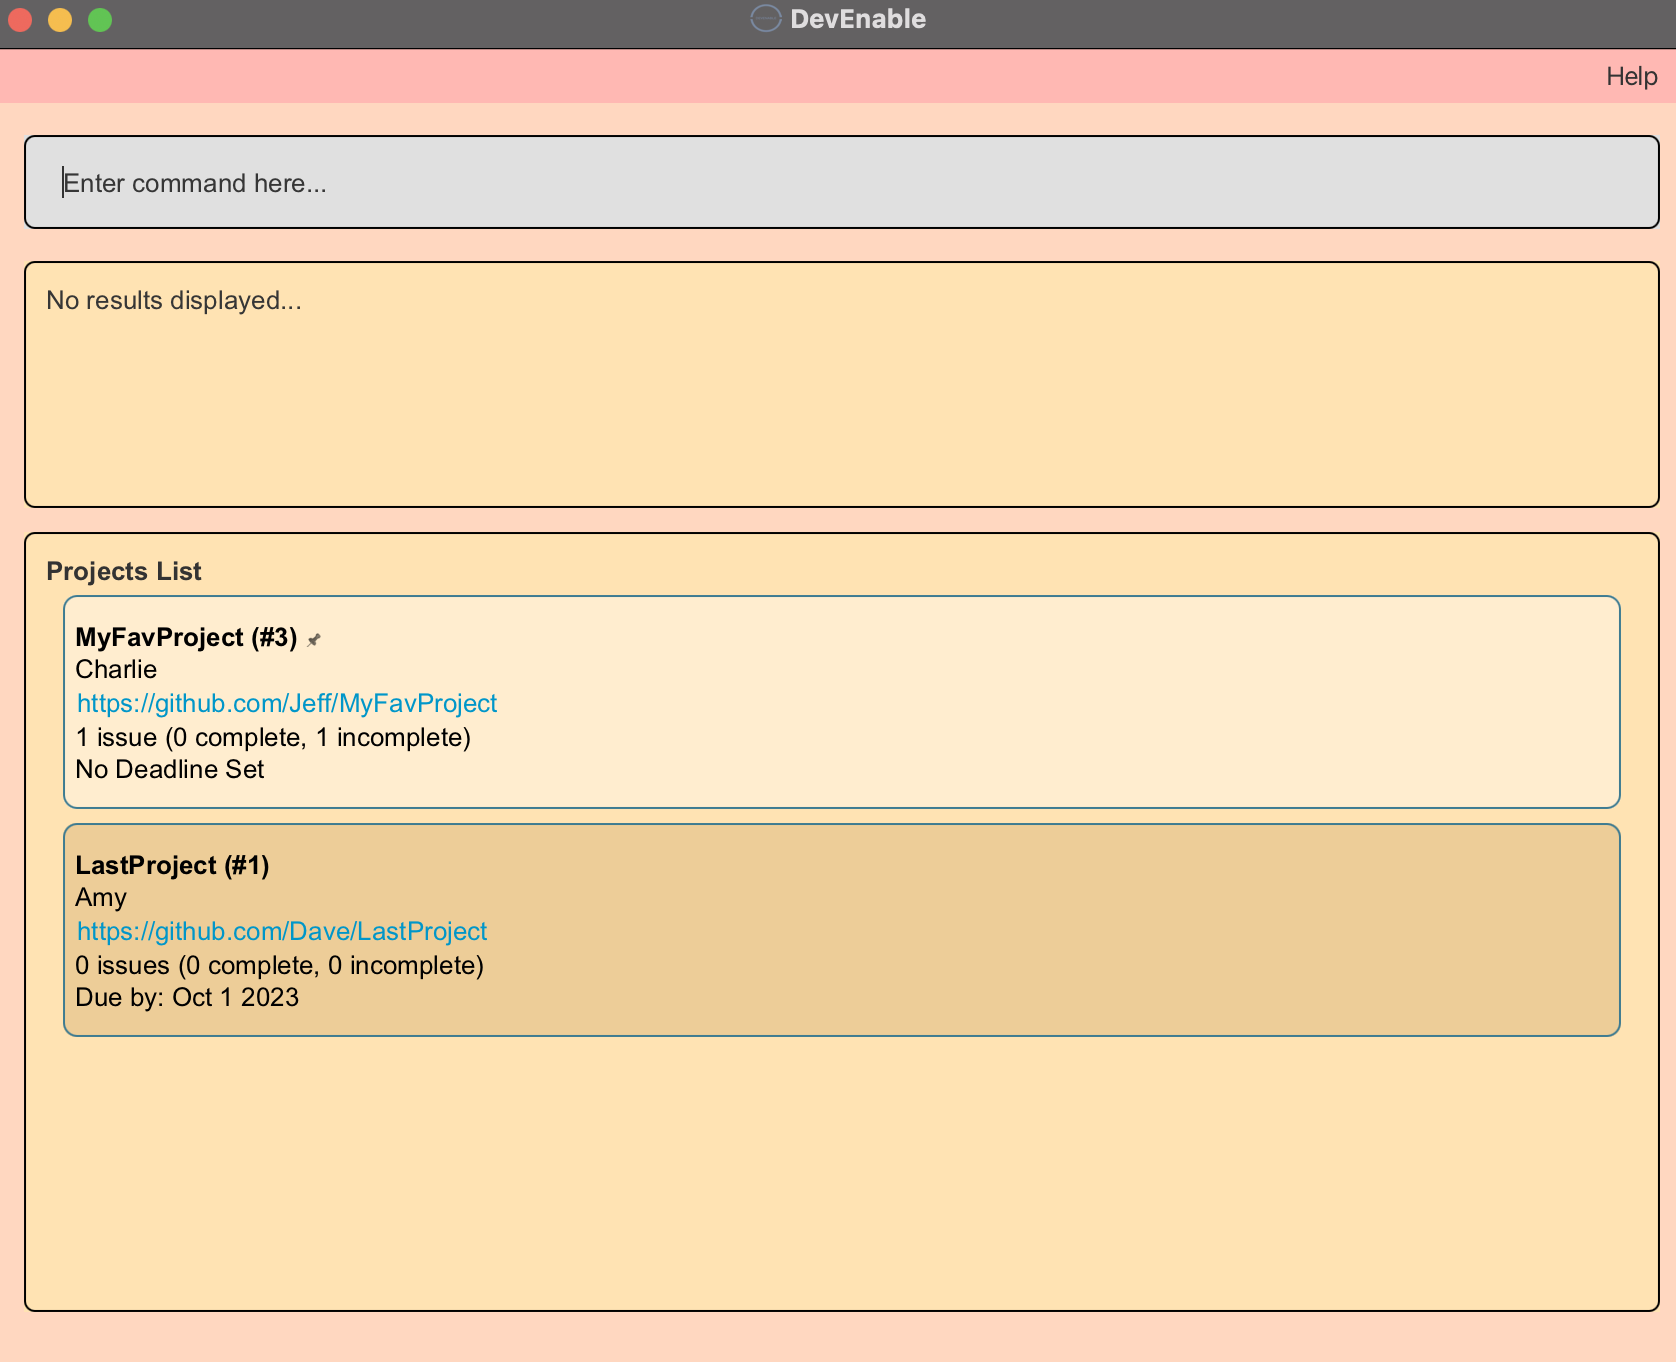 DevEnable
Help
Enter command here...
No results displayed...
Projects List
MyFavProject (#3)
Charlie
https://github.com/Jeff/MyFavProject
1 issue (0 complete, 1 incomplete)
No Deadline Set
LastProject (#1)
Amy
https://github.com/Dave/LastProject
0 issues (0 complete, 0 incomplete)
Due by: Oct 1 2023